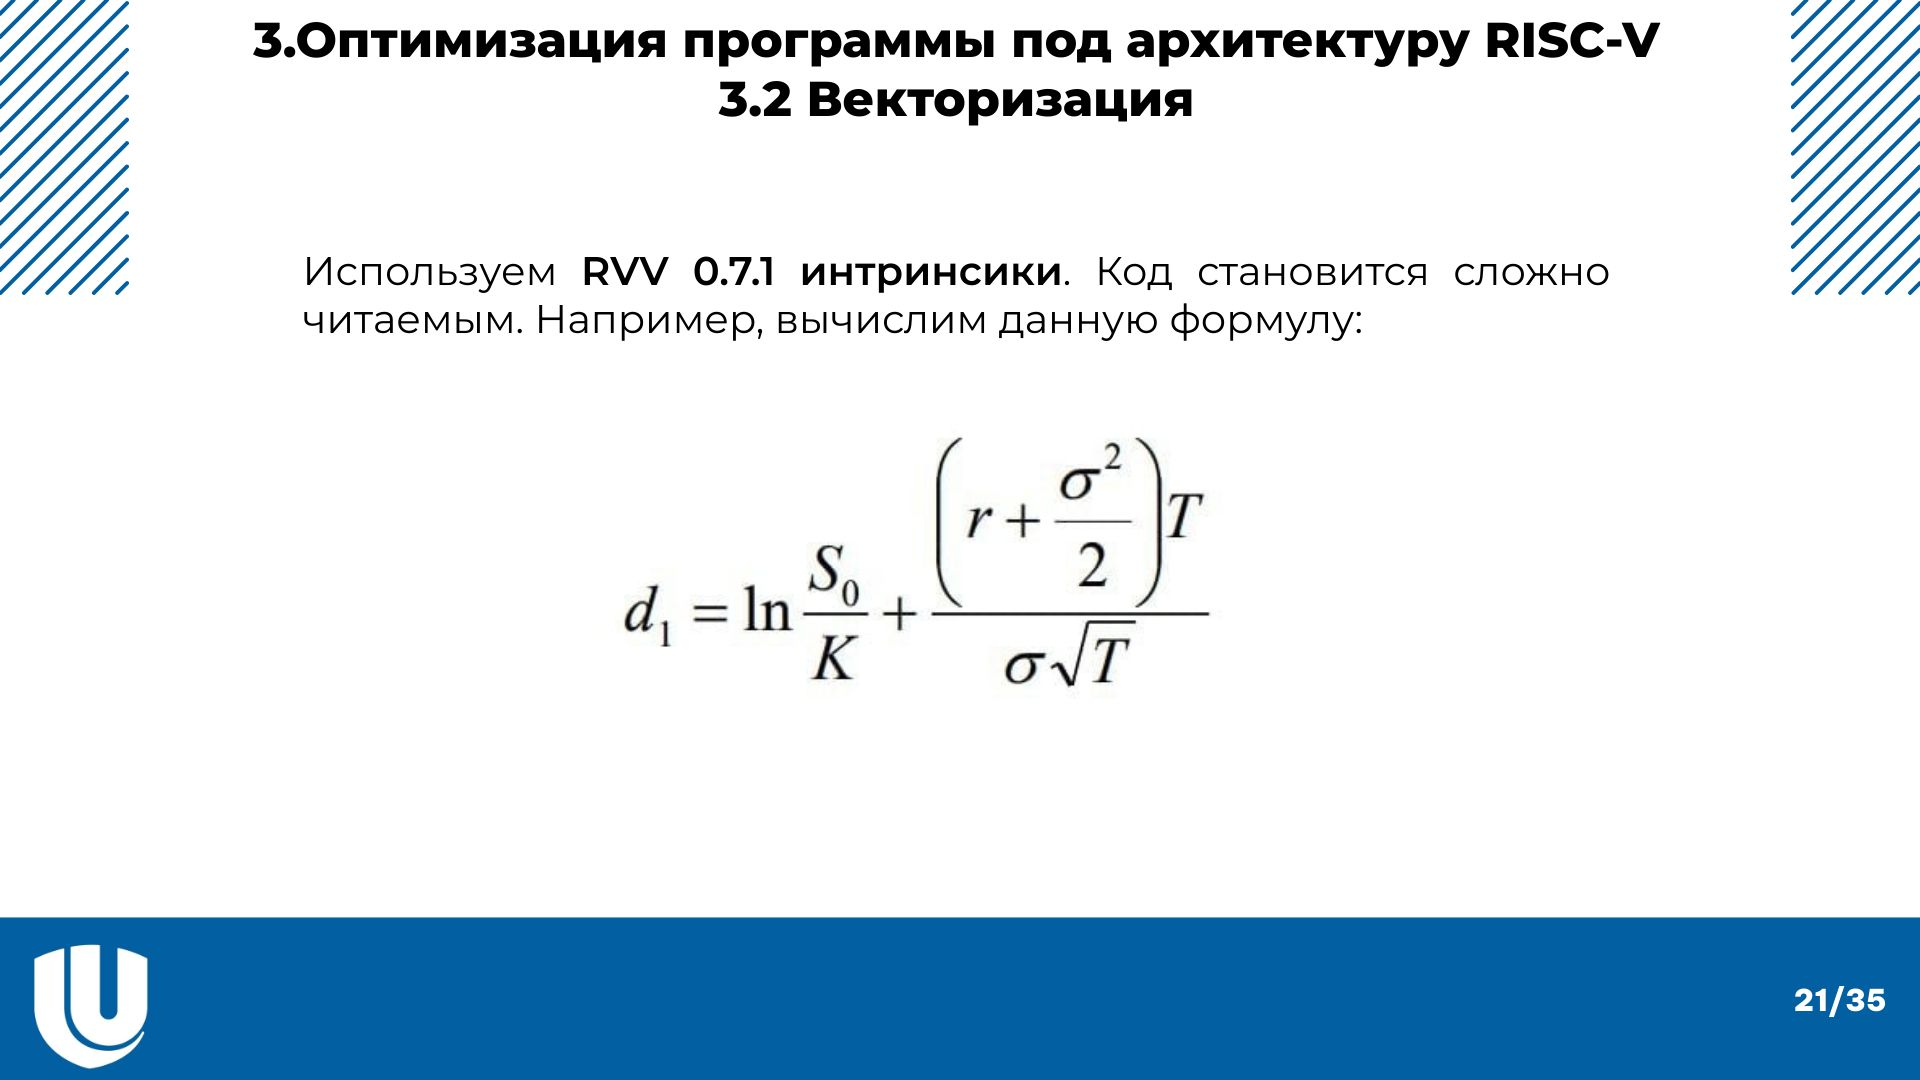 3.Оптимизация программы под архитектуру RISC-V
3.2 Векторизация
Используем RVV 0.7.1 интринсики. Код становится сложно
читаемым. Например, вычислим данную формулу:
d₁ = ln S₀/K + (r + σ²/2)T / σ√T
21/35